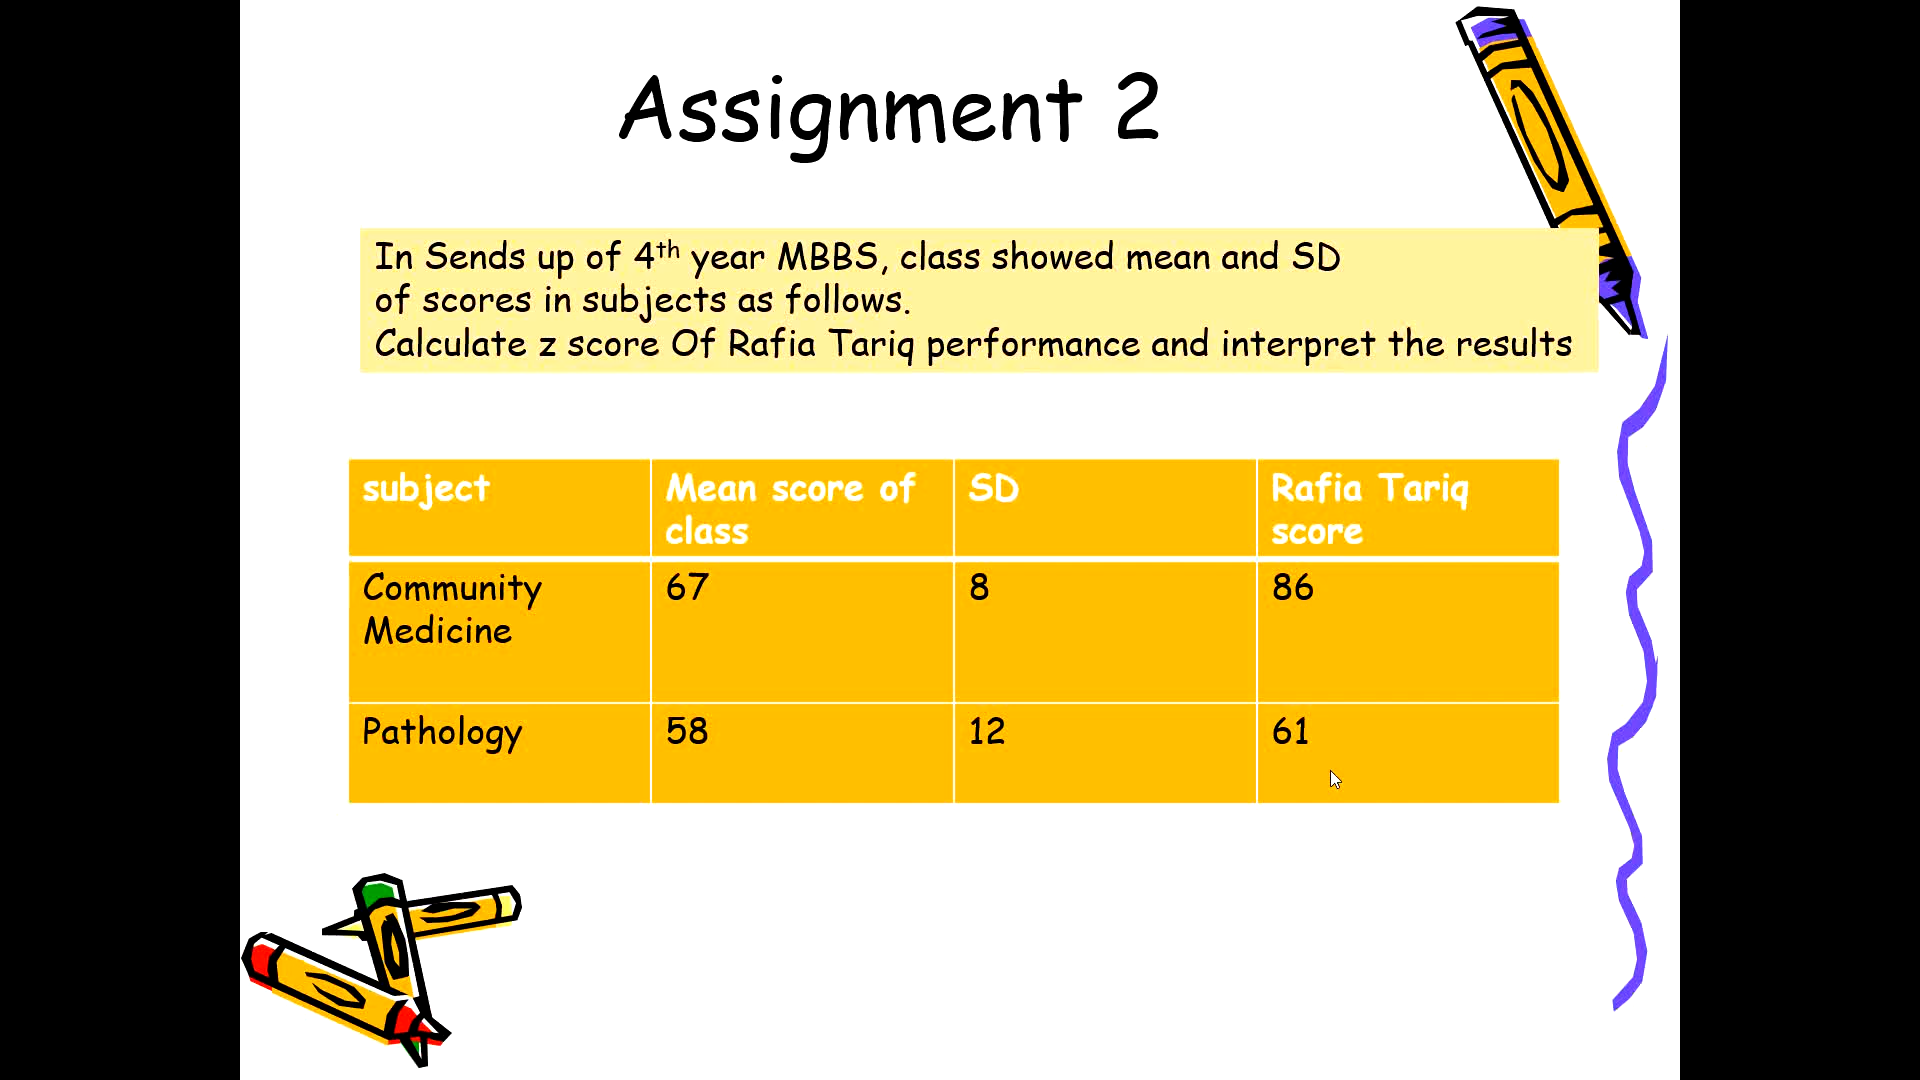 Assignment 2
In Sends up of 4th year MBBS, class showed mean and SD
of scores in subjects as follows.
Calculate z score Of Rafia Tariq performance and interpret the results
subject
Mean score of
class
SD
Rafia Tariq
score
Community
Medicine
67
8
86
Pathology
58
12
61